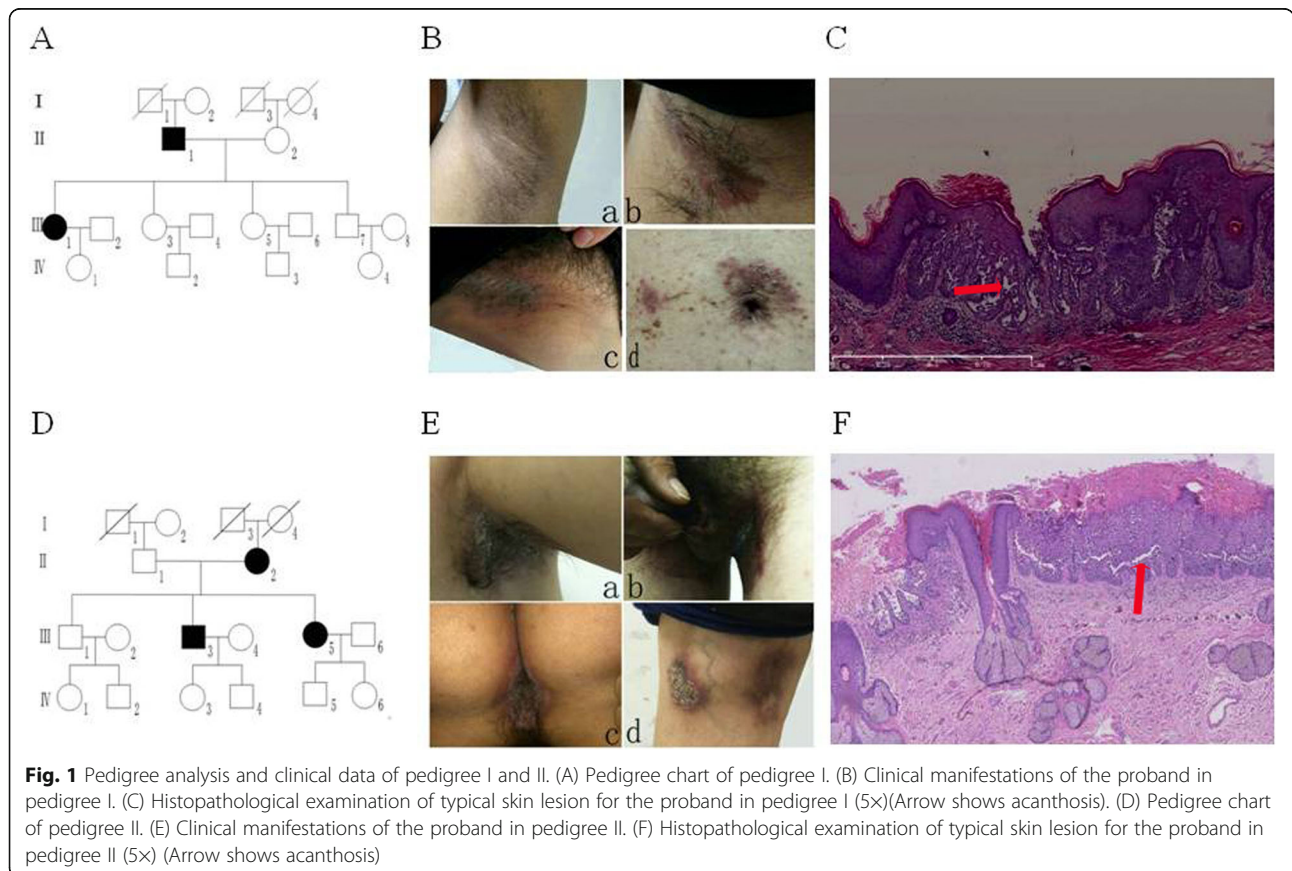 A
B
C
I
1
2
3
4
II
1
2
III
1
2
3
4
5
6
7
8
IV
1
2
3
4
a
b
c
d
D
E
F
I
1
2
3
4
II
1
2
III
1
2
3
4
5
6
IV
1
2
3
4
5
6
a
b
c
d
Fig. 1 Pedigree analysis and clinical data of pedigree I and II. (A) Pedigree chart of pedigree I. (B) Clinical manifestations of the proband in
pedigree I. (C) Histopathological examination of typical skin lesion for the proband in pedigree I (5×)(Arrow shows acanthosis). (D) Pedigree chart
of pedigree II. (E) Clinical manifestations of the proband in pedigree II. (F) Histopathological examination of typical skin lesion for the proband in
pedigree II (5×) (Arrow shows acanthosis)